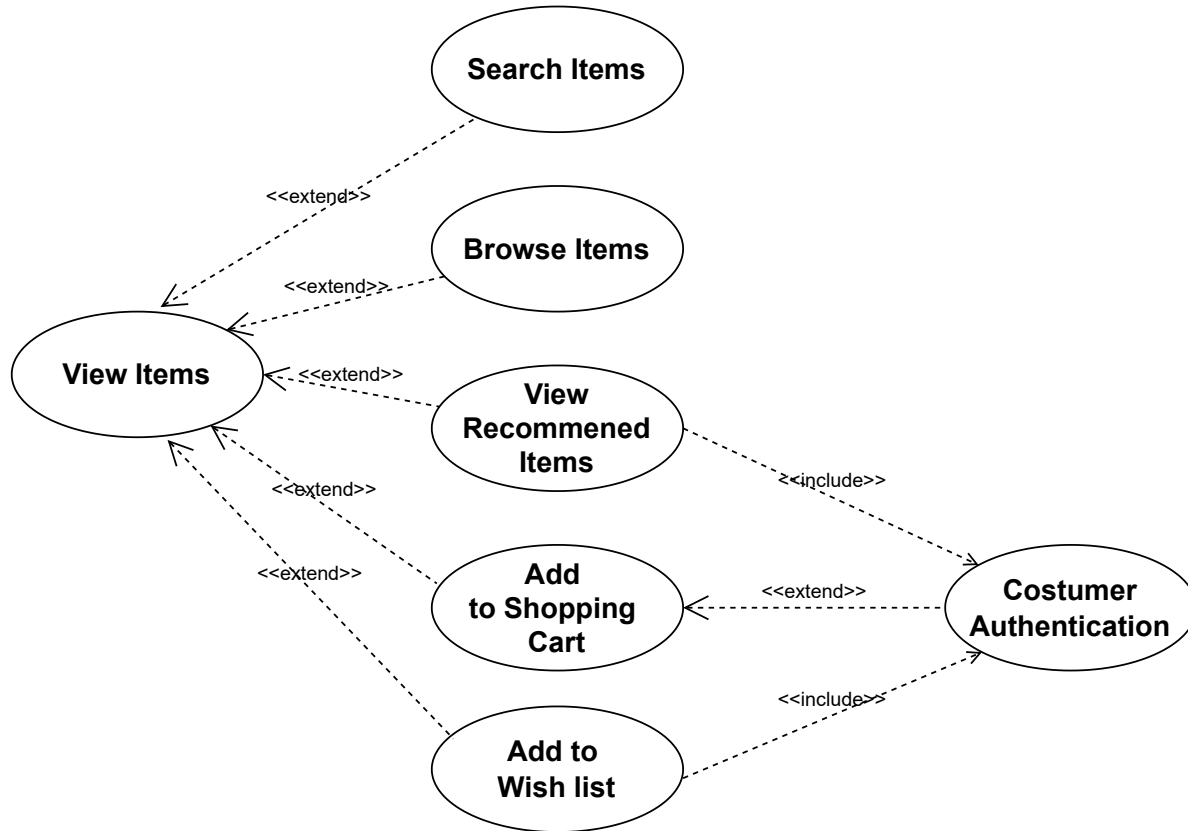 Search Items
<<extend>>
Browse Items
<<extend>>
View Items
<<extend>>
View
Recommened
Items
<<include>>
<<extend>>
<<extend>>
Add
to Shopping
Cart
<<extend>>
Costumer
Authentication
<<include>>
Add to
Wish list